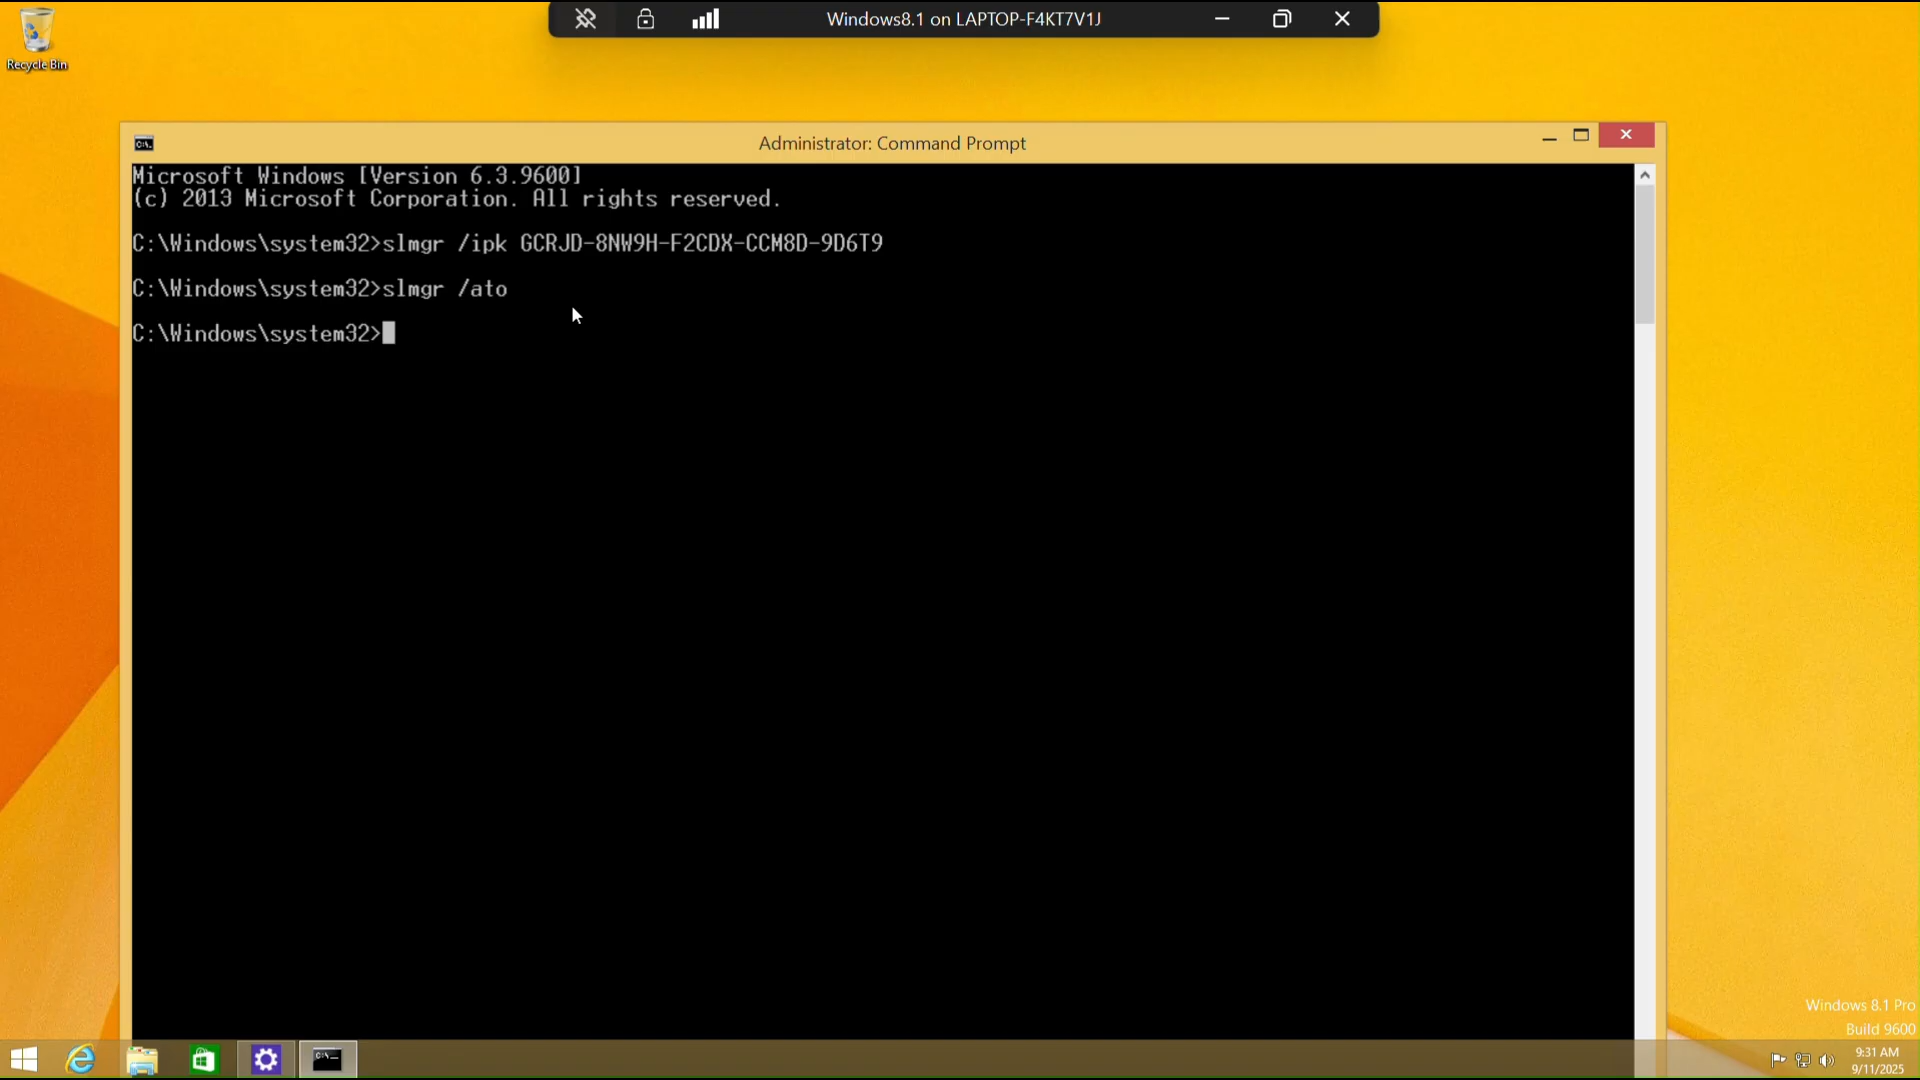 Recycle Bin
Windows8.1 on LAPTOP-F4KT7V1J
Administrator: Command Prompt
Microsoft Windows [Version 6.3.9600]
(c) 2013 Microsoft Corporation. All rights reserved.
C:\Windows\system32>slmgr /ipk GCRJD-8NW9H-F2CDX-CCM8D-9D6T9
C:\Windows\system32>slmgr /ato
C:\Windows\system32>
Windows 8.1 Pro
Build 9600
9:31 AM
9/11/2025